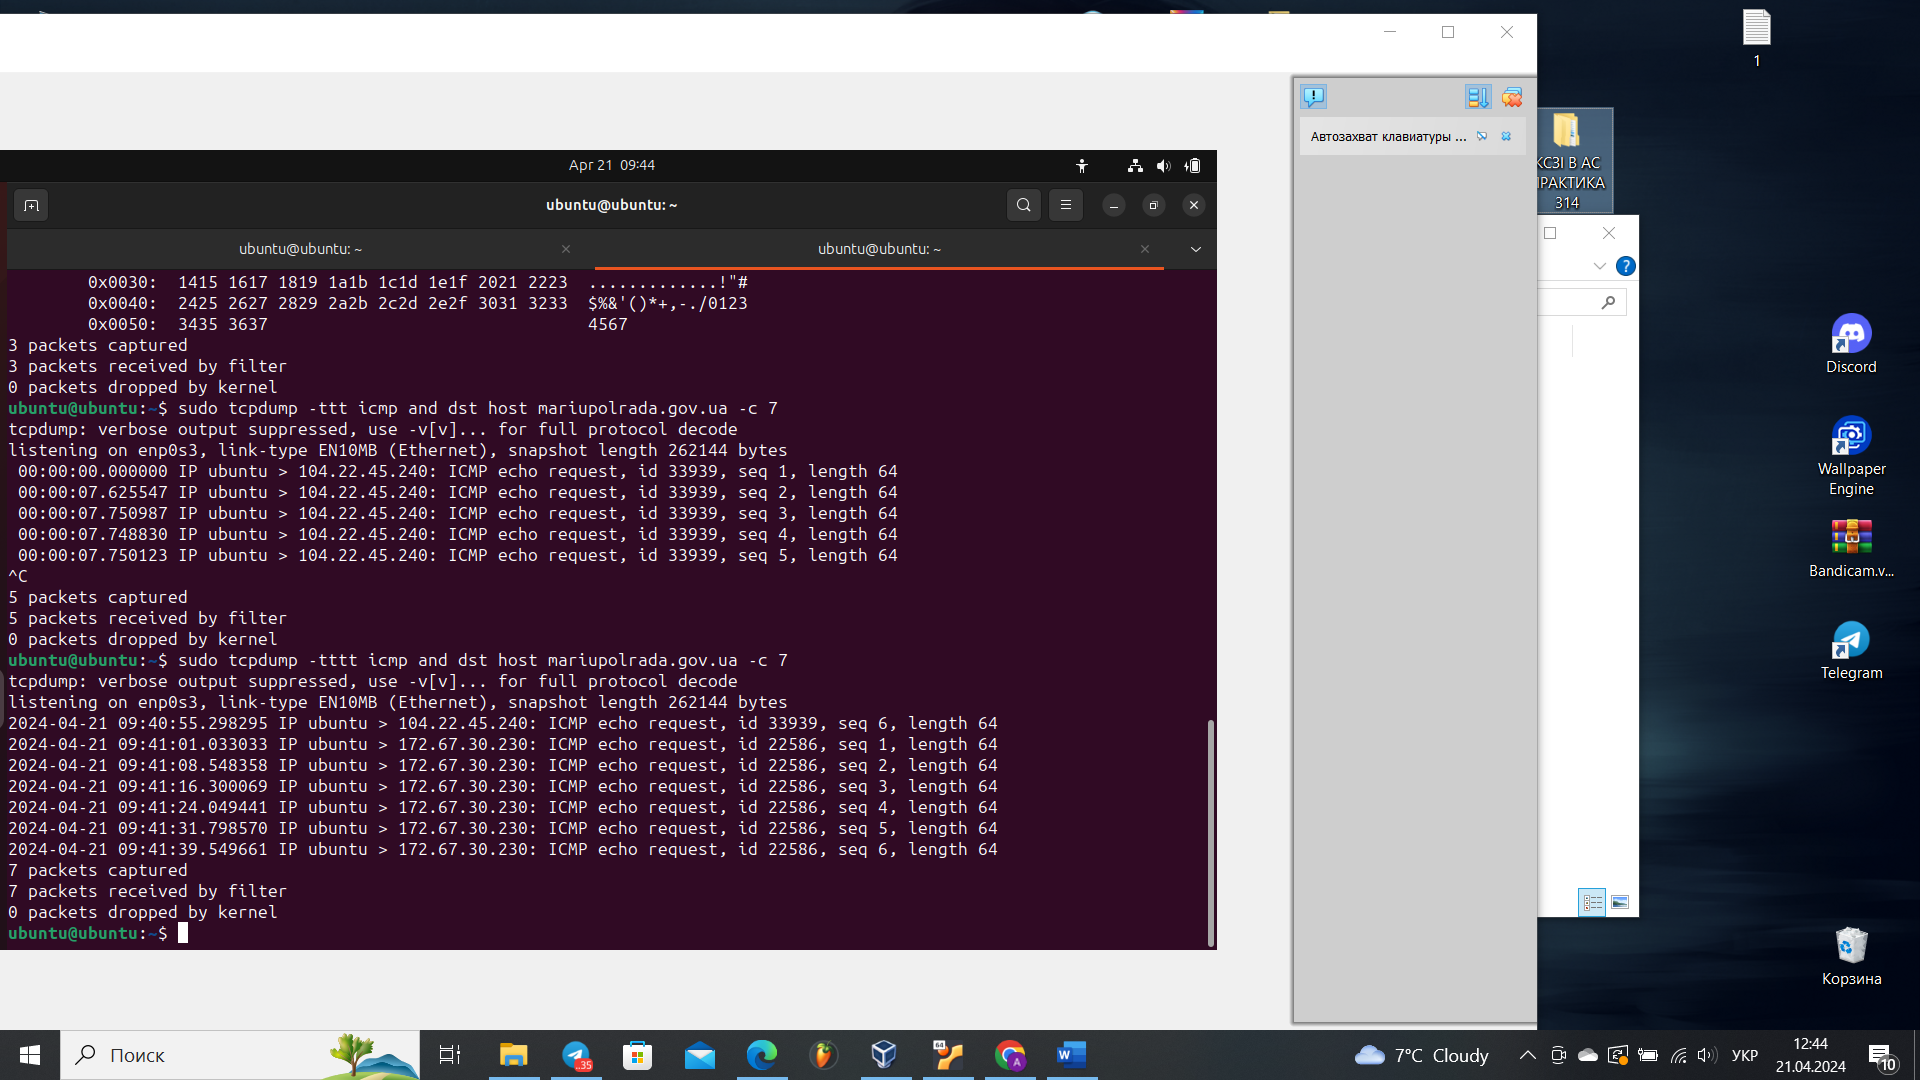 1
Автозахват клавиатуры ...
КСЗІ В АС
ПРАКТИКА
314
Apr 21 09:44
ubuntu@ubuntu: ~
ubuntu@ubuntu: ~
ubuntu@ubuntu: ~
0x0030:  1415 1617 1819 1a1b 1c1d 1e1f 2021 2223  .............!"#
0x0040:  2425 2627 2829 2a2b 2c2d 2e2f 3031 3233  $%&'()*+,-./0123
0x0050:  3435 3637  4567
3 packets captured
3 packets received by filter
0 packets dropped by kernel
ubuntu@ubuntu:~$ sudo tcpdump -ttt icmp and dst host mariupolrada.gov.ua -c 7
tcpdump: verbose output suppressed, use -v[v]... for full protocol decode
listening on enp0s3, link-type EN10MB (Ethernet), snapshot length 262144 bytes
00:00:00.000000 IP ubuntu > 104.22.45.240: ICMP echo request, id 33939, seq 1, length 64
00:00:07.625547 IP ubuntu > 104.22.45.240: ICMP echo request, id 33939, seq 2, length 64
00:00:07.750987 IP ubuntu > 104.22.45.240: ICMP echo request, id 33939, seq 3, length 64
00:00:07.748830 IP ubuntu > 104.22.45.240: ICMP echo request, id 33939, seq 4, length 64
00:00:07.750123 IP ubuntu > 104.22.45.240: ICMP echo request, id 33939, seq 5, length 64
^C
5 packets captured
5 packets received by filter
0 packets dropped by kernel
ubuntu@ubuntu:~$ sudo tcpdump -tttt icmp and dst host mariupolrada.gov.ua -c 7
tcpdump: verbose output suppressed, use -v[v]... for full protocol decode
listening on enp0s3, link-type EN10MB (Ethernet), snapshot length 262144 bytes
2024-04-21 09:40:55.298295 IP ubuntu > 104.22.45.240: ICMP echo request, id 33939, seq 6, length 64
2024-04-21 09:41:01.033033 IP ubuntu > 172.67.30.230: ICMP echo request, id 22586, seq 1, length 64
2024-04-21 09:41:08.548358 IP ubuntu > 172.67.30.230: ICMP echo request, id 22586, seq 2, length 64
2024-04-21 09:41:16.300069 IP ubuntu > 172.67.30.230: ICMP echo request, id 22586, seq 3, length 64
2024-04-21 09:41:24.049441 IP ubuntu > 172.67.30.230: ICMP echo request, id 22586, seq 4, length 64
2024-04-21 09:41:31.798570 IP ubuntu > 172.67.30.230: ICMP echo request, id 22586, seq 5, length 64
2024-04-21 09:41:39.549661 IP ubuntu > 172.67.30.230: ICMP echo request, id 22586, seq 6, length 64
7 packets captured
7 packets received by filter
0 packets dropped by kernel
ubuntu@ubuntu:~$
Discord
Wallpaper
Engine
Bandicam.v...
Telegram
Корзина
Поиск
..35
64
A
7°C Cloudy
УКР
12:44
21.04.2024
10